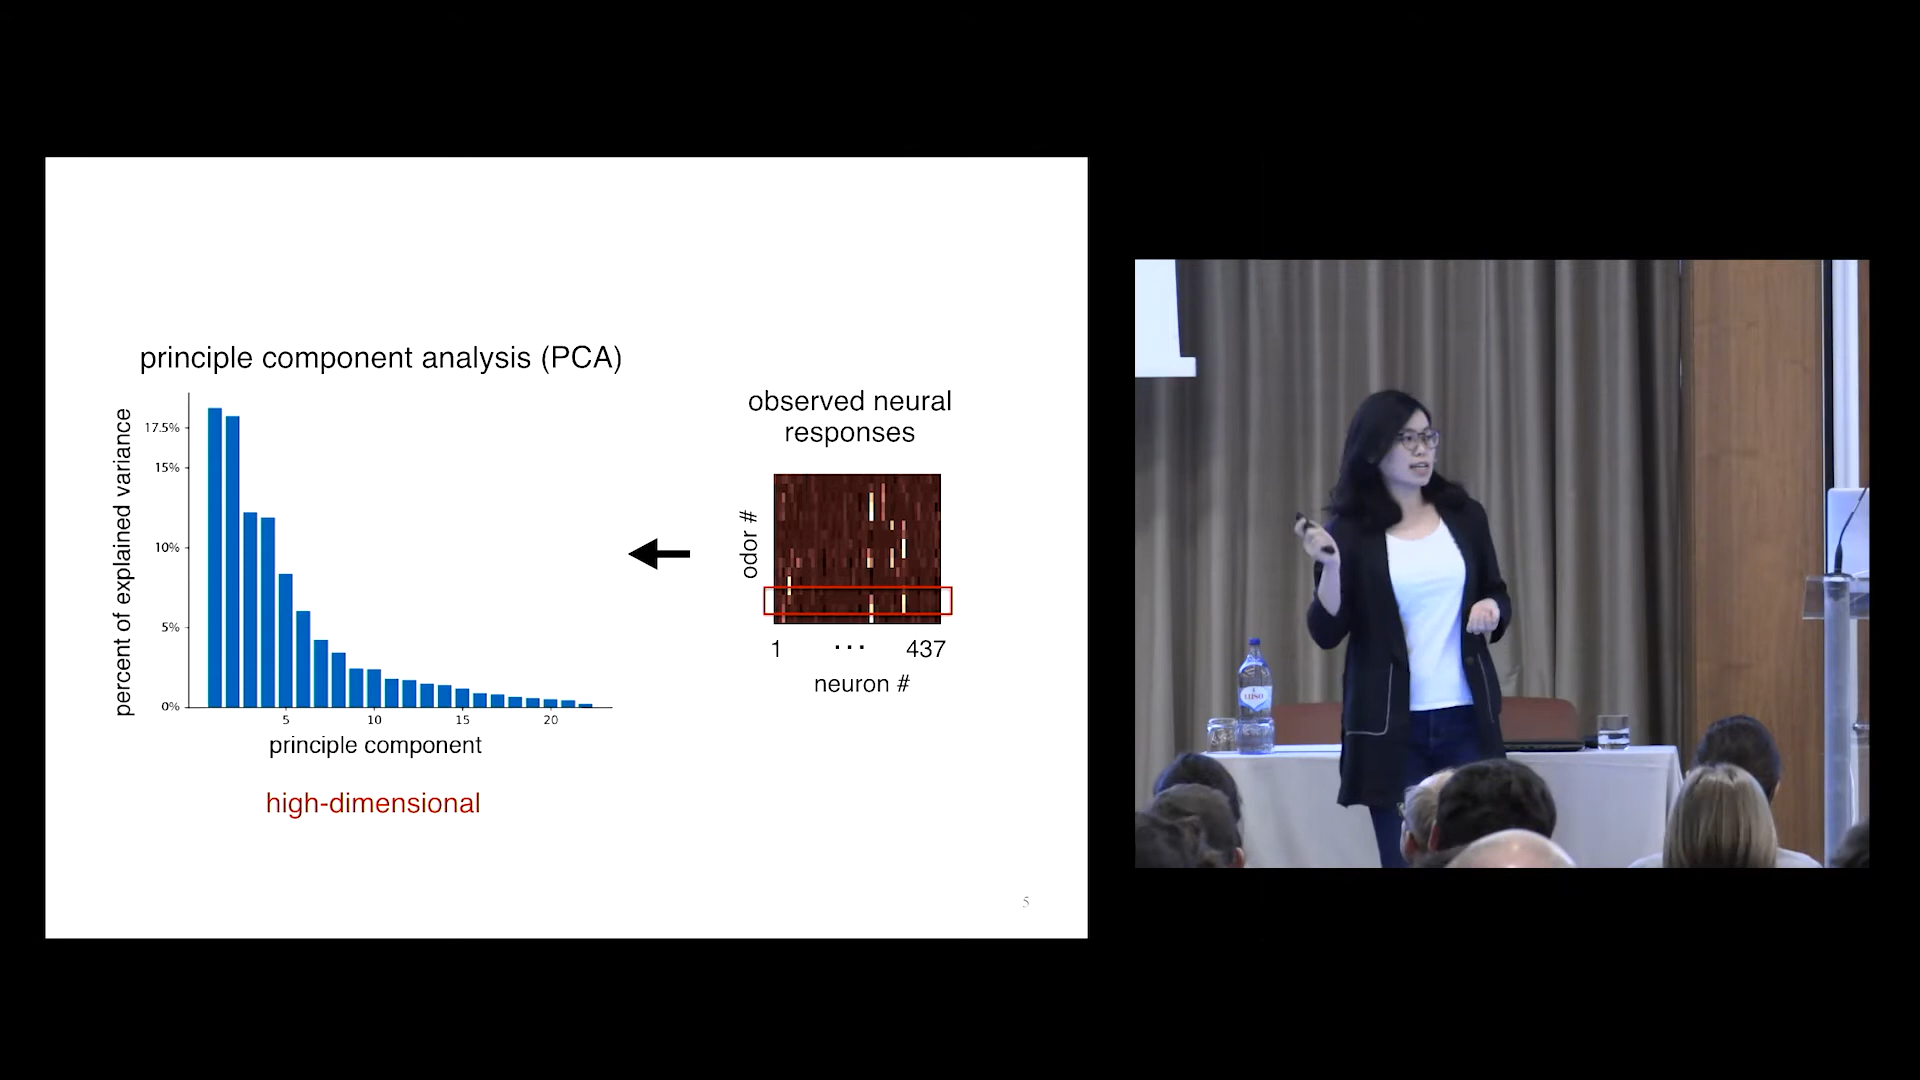 principle component analysis (PCA)
percent of explained variance
17.5%
15%
10%
5%
0%
5
10
15
20
principle component
high-dimensional
observed neural
responses
odor #
1
...
437
neuron #
5
LUSO